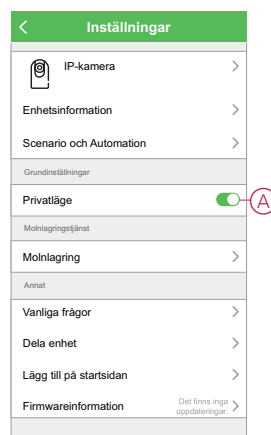 Inställningar
IP-kamera
Enhetsinformation
Scenario och Automation
Grundinställningar
Privatläge
A
Molnlagringstjänst
Molnlagring
Annat
Vanliga frågor
Dela enhet
Lägg till på startsidan
Firmwareinformation
Det finns inga
uppdateringar.